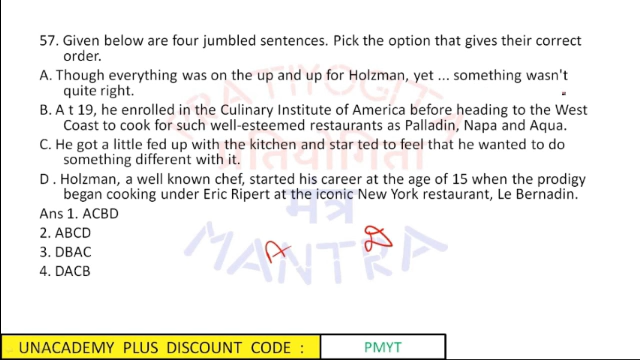 57. Given below are four jumbled sentences. Pick the option that gives their correct
order.
A. Though everything was on the up and up for Holzman, yet ... something wasn't
quite right.
B. A t 19, he enrolled in the Culinary Institute of America before heading to the West
Coast to cook for such well-esteemed restaurants as Palladin, Napa and Aqua.
C. He got a little fed up with the kitchen and star ted to feel that he wanted to do
something different with it.
D . Holzman, a well known chef, started his career at the age of 15 when the prodigy
began cooking under Eric Ripert at the iconic New York restaurant, Le Bernadin.
PRATIYOGITA
प्रतियोगिता
मंत्र
MANTRA
Ans 1. ACBD
2. ABCD
3. DBAC
4. DACB
A D
UNACADEMY PLUS DISCOUNT CODE : PMYT